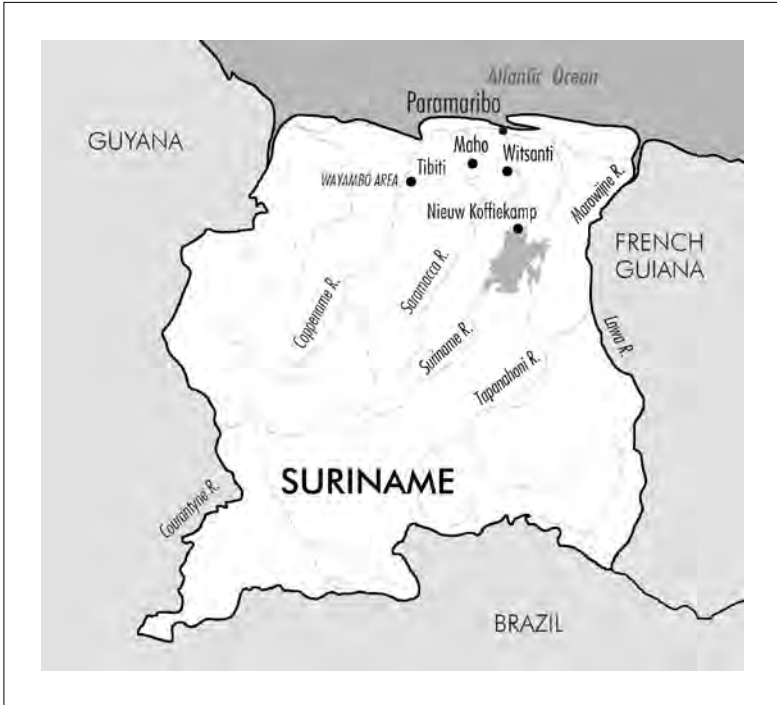 Atlantic Ocean
Paramaribo
GUYANA
Maho
Witsanti
Tibiti
WAYAMBO AREA
Marowijne R.
Nieuw Koffiekamp
FRENCH
GUIANA
Saramacca R.
Coppename R.
Lawa R.
Suriname R.
Tapanahoni R.
SURINAME
Courantyne R.
BRAZIL